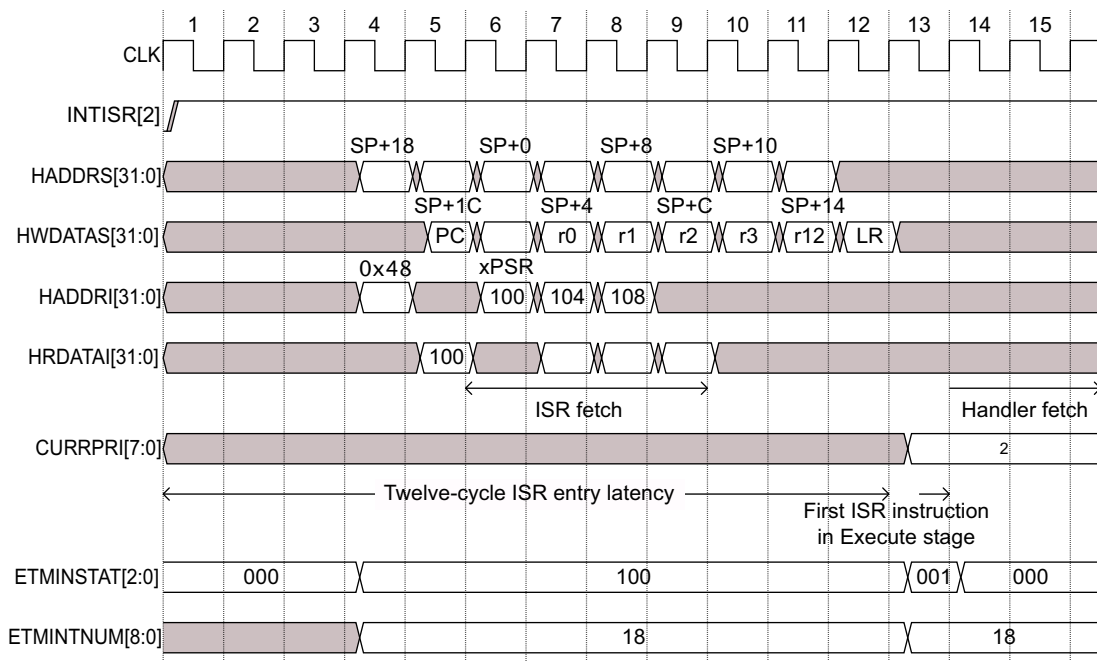 1 2 3 4 5 6 7 8 9 10 11 12 13 14 15
CLK
INTISR[2]
SP+18 SP+0 SP+8 SP+10
HADDRS[31:0]
SP+1C SP+4 SP+C SP+14
HWDATAS[31:0] PC r0 r1 r2 r3 r12 LR
0x48 xPSR
HADDRI[31:0] 100 104 108
HRDATAI[31:0] 100
ISR fetch Handler fetch
CURRPRI[7:0] 2
Twelve-cycle ISR entry latency
First ISR instruction
in Execute stage
ETMINSTAT[2:0] 000 100 001 000
ETMINTNUM[8:0] 18 18